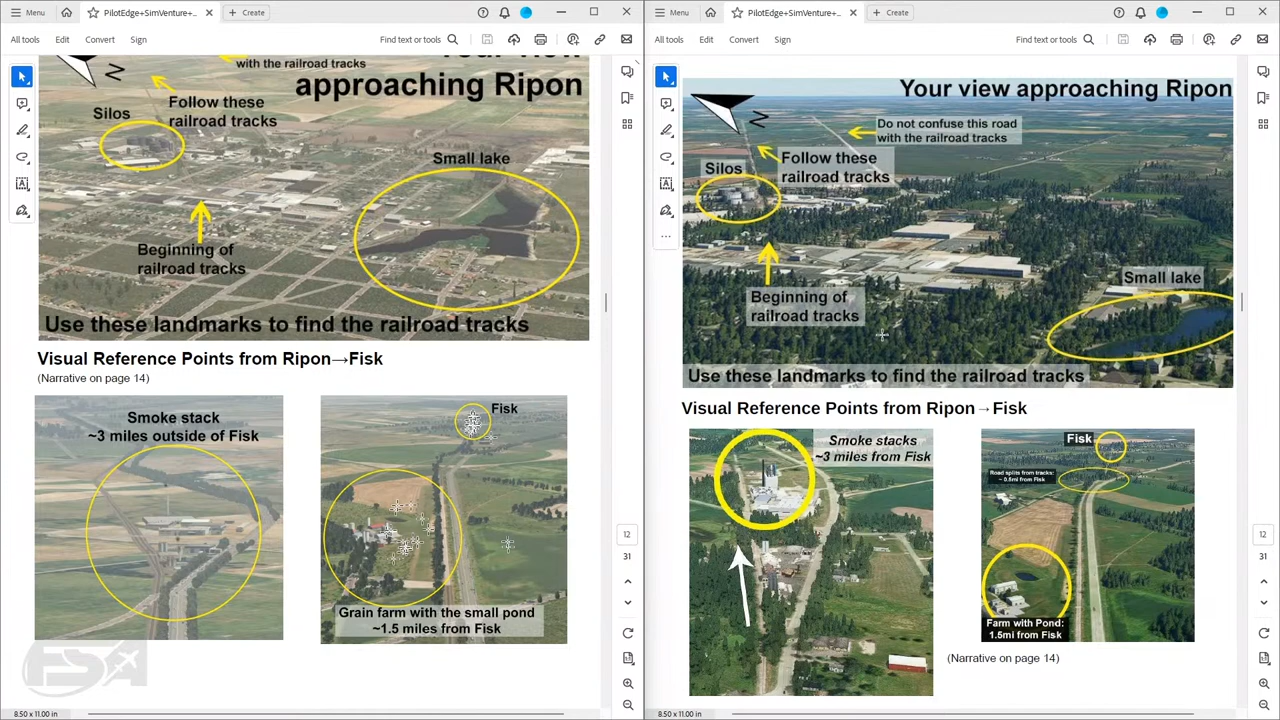 Menu
PilotEdge+SimVenture+...
Create
All tools
Edit
Convert
Sign
Find text or tools
with the railroad tracks
approaching Ripon
N
Follow these
railroad tracks
Silos
Small lake
Beginning of
railroad tracks
Use these landmarks to find the railroad tracks
Visual Reference Points from Ripon→Fisk
(Narrative on page 14)
Smoke stack
~3 miles outside of Fisk
Fisk
Grain farm with the small pond
~1.5 miles from Fisk
FSA
12
31
8.50 x 11.00 in
Menu
PilotEdge+SimVenture+...
Create
All tools
Edit
Convert
Sign
Find text or tools
Your view approaching Ripon
N
Do not confuse this road
with the railroad tracks
Follow these
railroad tracks
Silos
Beginning of
railroad tracks
Small lake
Use these landmarks to find the railroad tracks
Visual Reference Points from Ripon→Fisk
Smoke stacks
~3 miles from Fisk
Fisk
Road splits from tracks:
~ 0.5mi from Fisk
Farm with Pond:
1.5mi from Fisk
(Narrative on page 14)
12
31
8.50 x 11.00 in